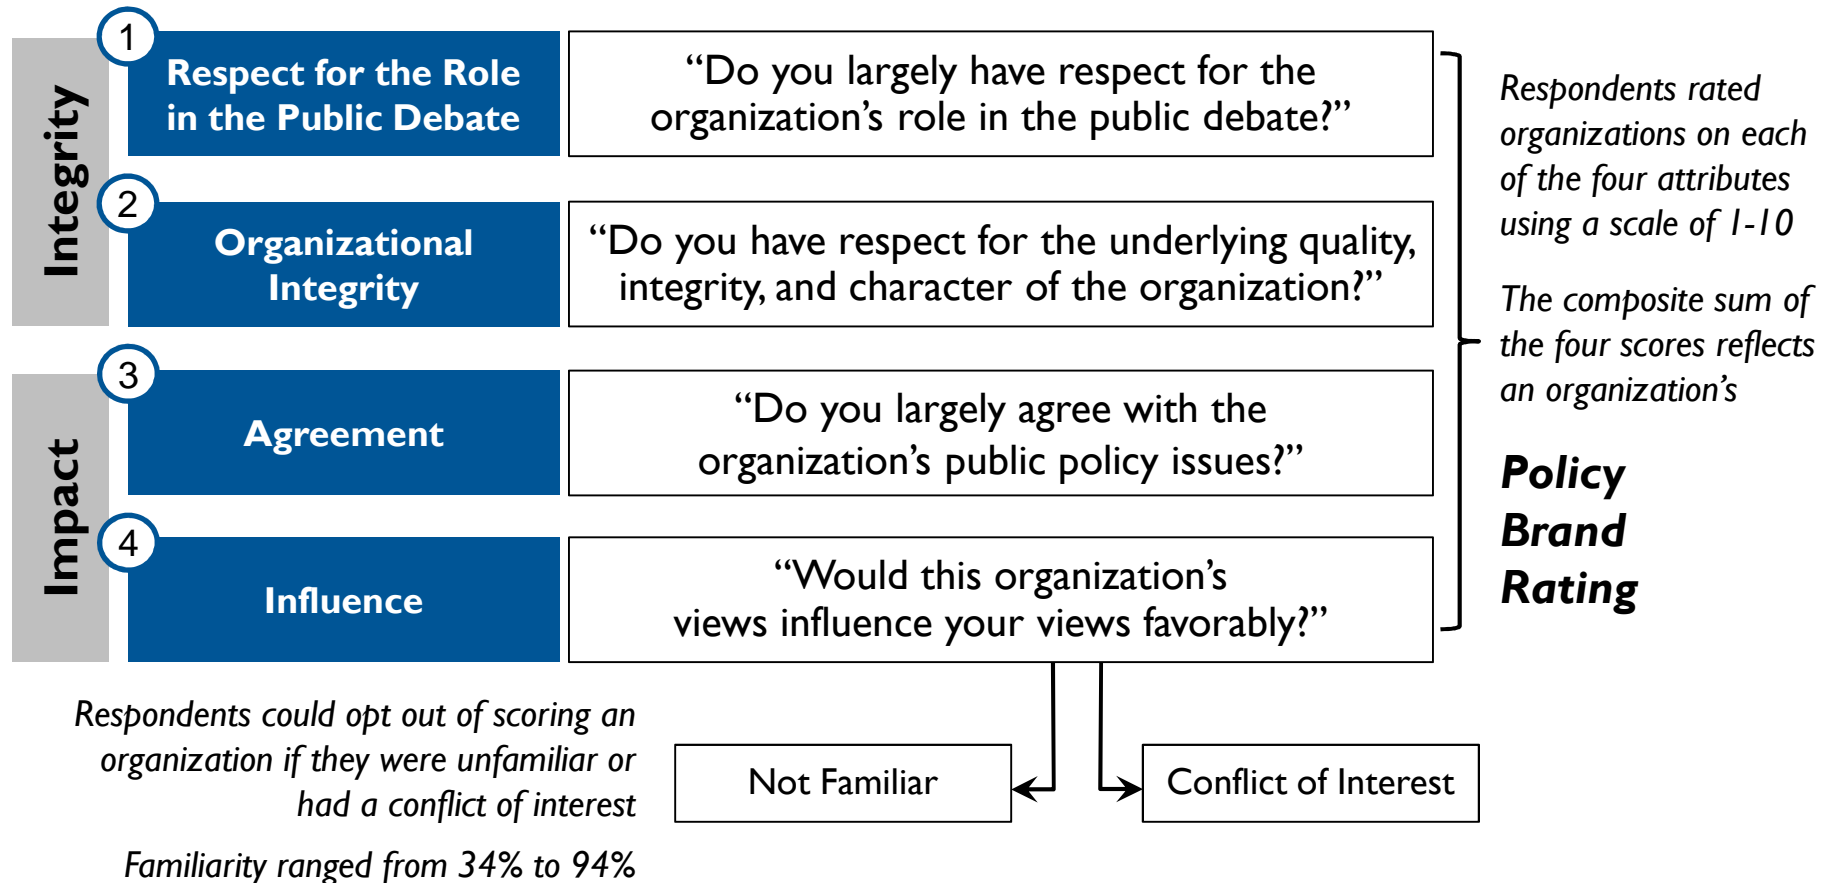 Integrity
1
Respect for the Role
in the Public Debate
“Do you largely have respect for the
organization’s role in the public debate?”
2
Organizational
Integrity
“Do you have respect for the underlying quality,
integrity, and character of the organization?”
Impact
3
Agreement
“Do you largely agree with the
organization’s public policy issues?”
4
Influence
“Would this organization’s
views influence your views favorably?”
Respondents rated
organizations on each
of the four attributes
using a scale of 1-10
The composite sum of
the four scores reflects
an organization’s
Policy
Brand
Rating
Respondents could opt out of scoring an
organization if they were unfamiliar or
had a conflict of interest
Familiarity ranged from 34% to 94%
Not Familiar
Conflict of Interest